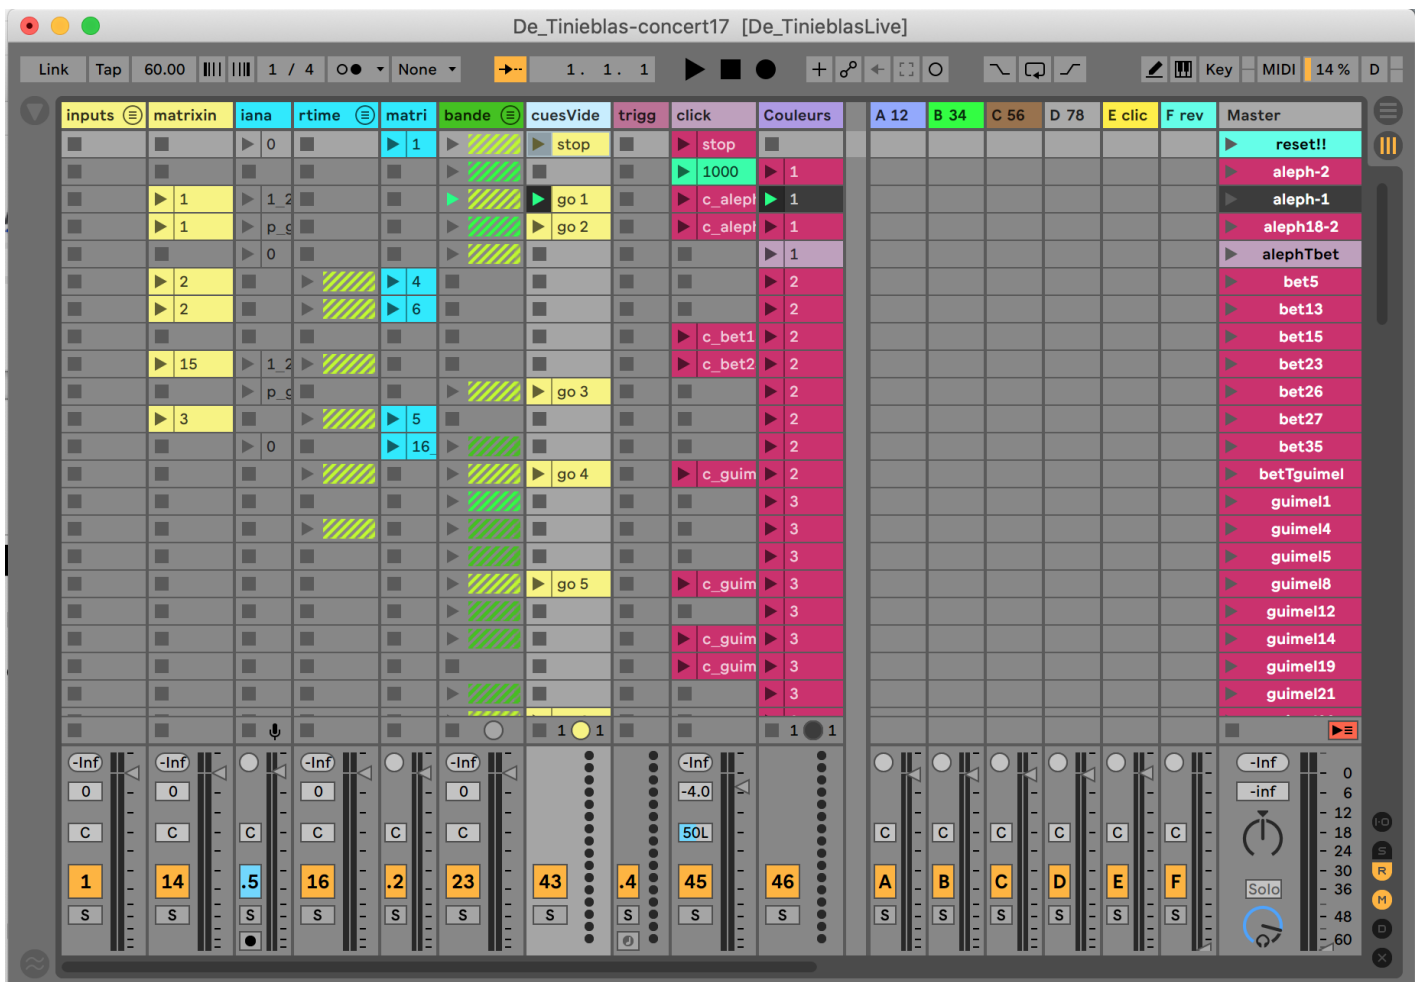 De_Tinieblas-concert17 [De_TinieblasLive]
Link Tap 60.00 1 / 4 None 1. 1. 1 Key MIDI 14 % D
inputs matrixin iana rtime matri bande cuesVide trigg click Couleurs A 12 B 34 C 56 D 78 E clic F rev Master
0 1 stop stop reset!!
1000 1 aleph-2
1 1_2 go 1 c_aleph 1 aleph-1
1 p_g go 2 c_aleph 1 aleph18-2
0 1 alephTbet
2 4 2 bet5
2 6 2 bet13
c_bet1 2 bet15
15 1_2 c_bet2 2 bet23
p_g go 3 2 bet26
3 5 2 bet27
0 16_ 2 bet35
go 4 c_guim 2 betTguimel
3 guimel1
3 guimel4
3 guimel5
go 5 c_guim 3 guimel8
3 guimel12
c_guim 3 guimel14
c_guim 3 guimel19
3 guimel21
1 1 1 1
-Inf -Inf -Inf -Inf -Inf -Inf 0
0 0 0 0 -4.0 -inf 6
12
C C C C C C 50L C C C C C C 18
24
1 14 .5 16 .2 23 43 .4 45 46 A B C D E F 30
Solo 36
S S S S S S S S S S S S S S S S 48
60
I·O
S
R
M
D
X